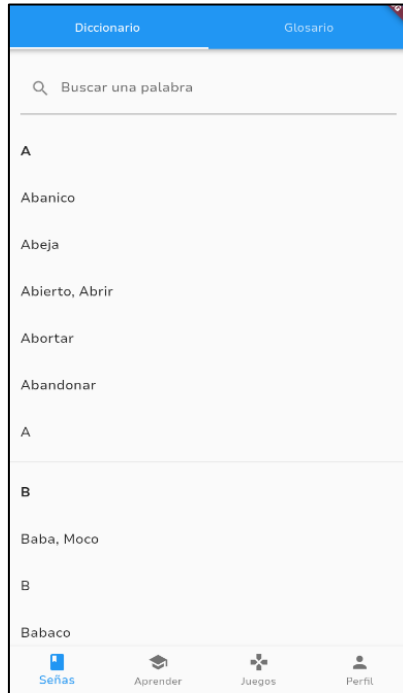 Diccionario Glosario
Buscar una palabra
A
Abanico
Abeja
Abierto, Abrir
Abortar
Abandonar
A
B
Baba, Moco
B
Babaco
Señas Aprender Juegos Perfil